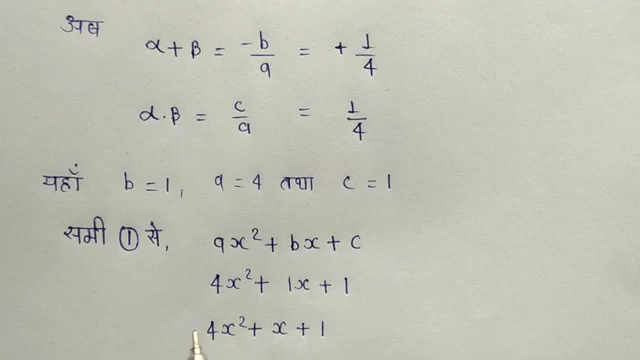 अब
α + β = -b/a = + 1/4
α.β = c/a = 1/4
यहाँ b = 1, a = 4 तथा c = 1
समी ① से, ax² + bx + c
4x² + 1x + 1
4x² + x + 1